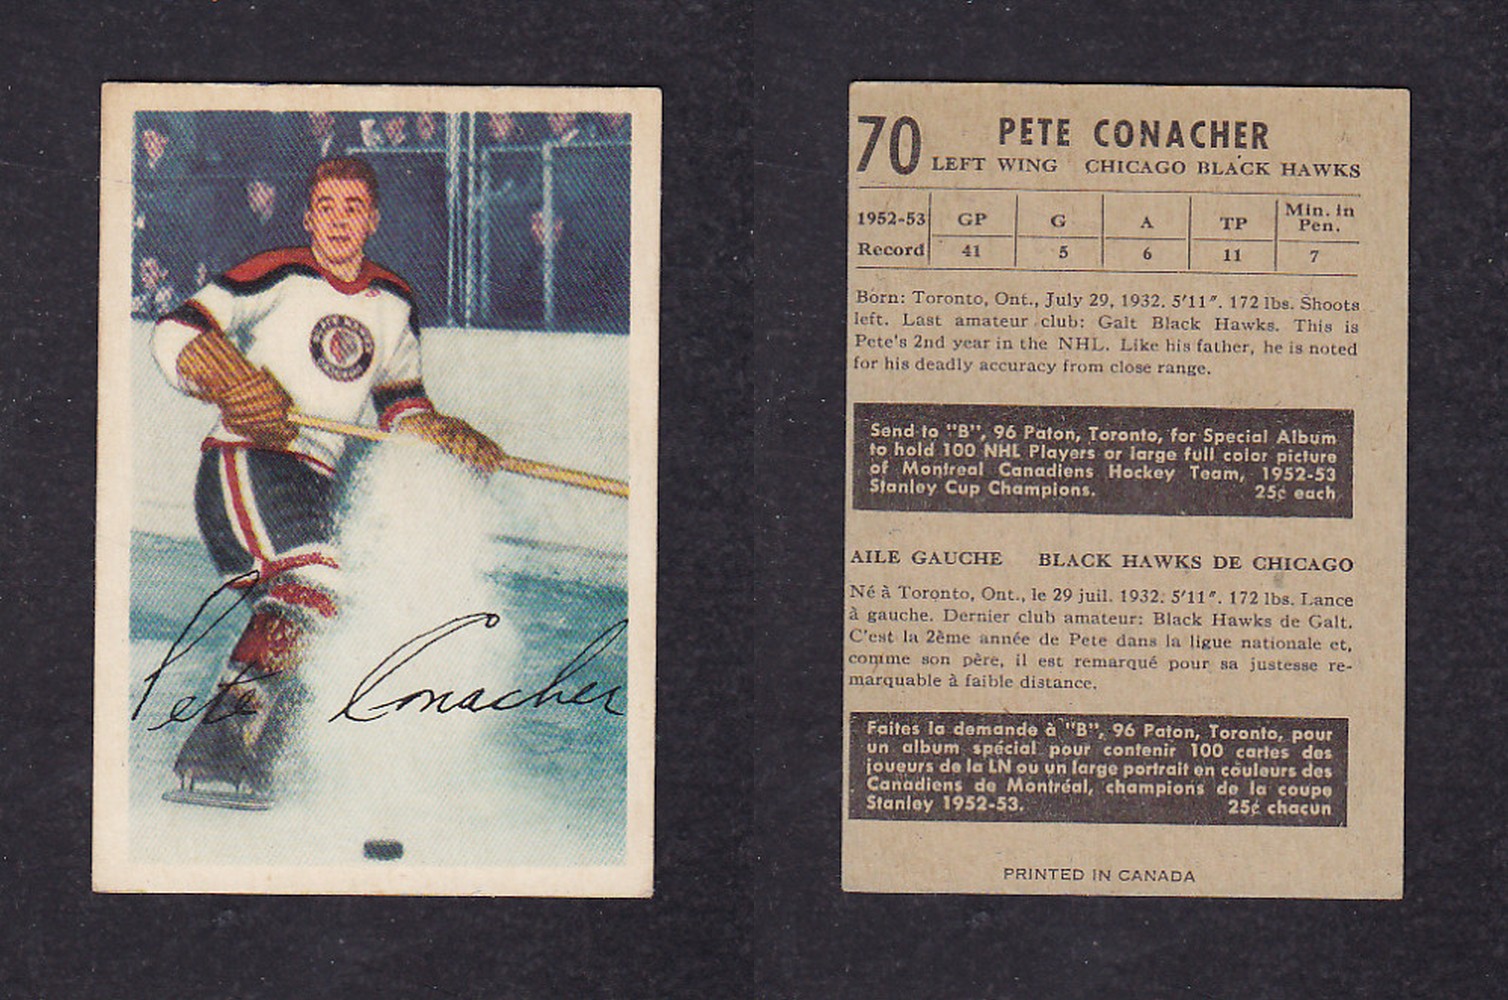 Pete Conacher
70
PETE CONACHER
LEFT WING CHICAGO BLACK HAWKS
1952-53 GP G A TP Min. in Pen.
Record 41 5 6 11 7
Born: Toronto, Ont., July 29, 1932. 5'11". 172 lbs. Shoots
left. Last amateur club: Galt Black Hawks. This is
Pete's 2nd year in the NHL. Like his father, he is noted
for his deadly accuracy from close range.
Send to "B", 96 Paton, Toronto, for Special Album
to hold 100 NHL Players or large full color picture
of Montreal Canadiens Hockey Team, 1952-53
Stanley Cup Champions. 25¢ each
AILE GAUCHE BLACK HAWKS DE CHICAGO
Né à Toronto, Ont., le 29 juil. 1932. 5'11". 172 lbs. Lance
à gauche. Dernier club amateur: Black Hawks de Galt.
C'est la 2ème année de Pete dans la ligue nationale et,
comme son père, il est remarqué pour sa justesse re-
marquable à faible distance.
Faites la demande à "B", 96 Paton, Toronto, pour
un album spécial pour contenir 100 cartes des
joueurs de la LN ou un large portrait en couleurs des
Canadiens de Montréal, champions de la coupe
Stanley 1952-53. 25¢ chacun
PRINTED IN CANADA